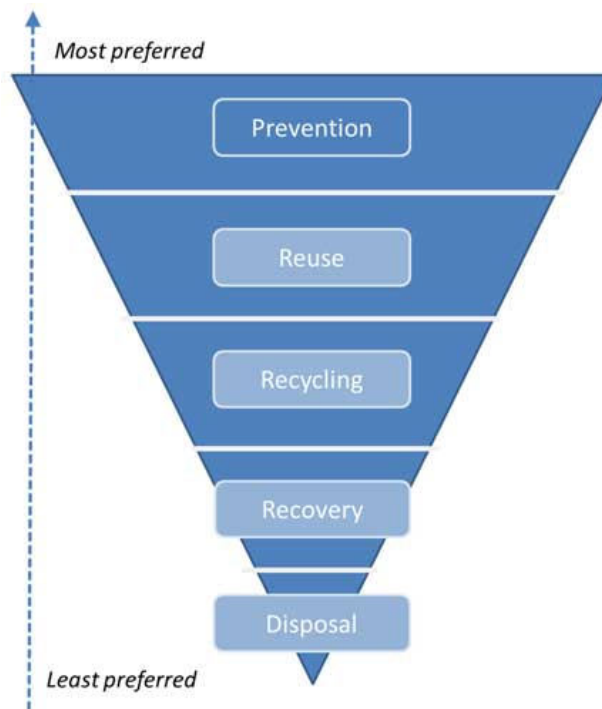 Most preferred
Prevention
Reuse
Recycling
Recovery
Disposal
Least preferred